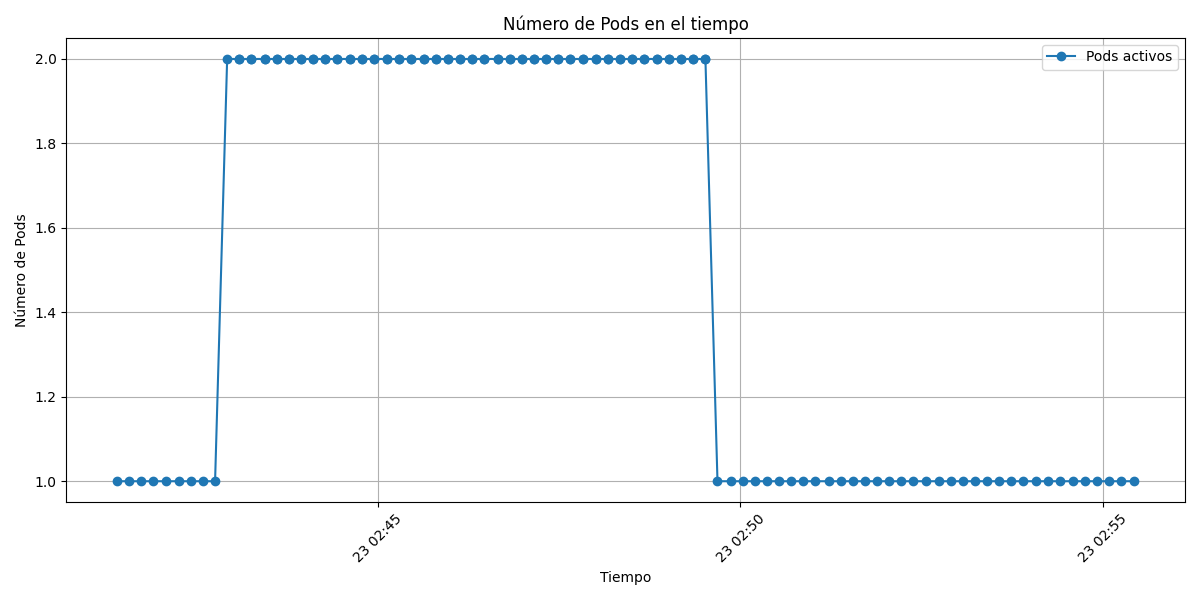 Número de Pods en el tiempo
Pods activos
Número de Pods
2.0
1.8
1.6
1.4
1.2
1.0
23 02:45
23 02:50
23 02:55
Tiempo